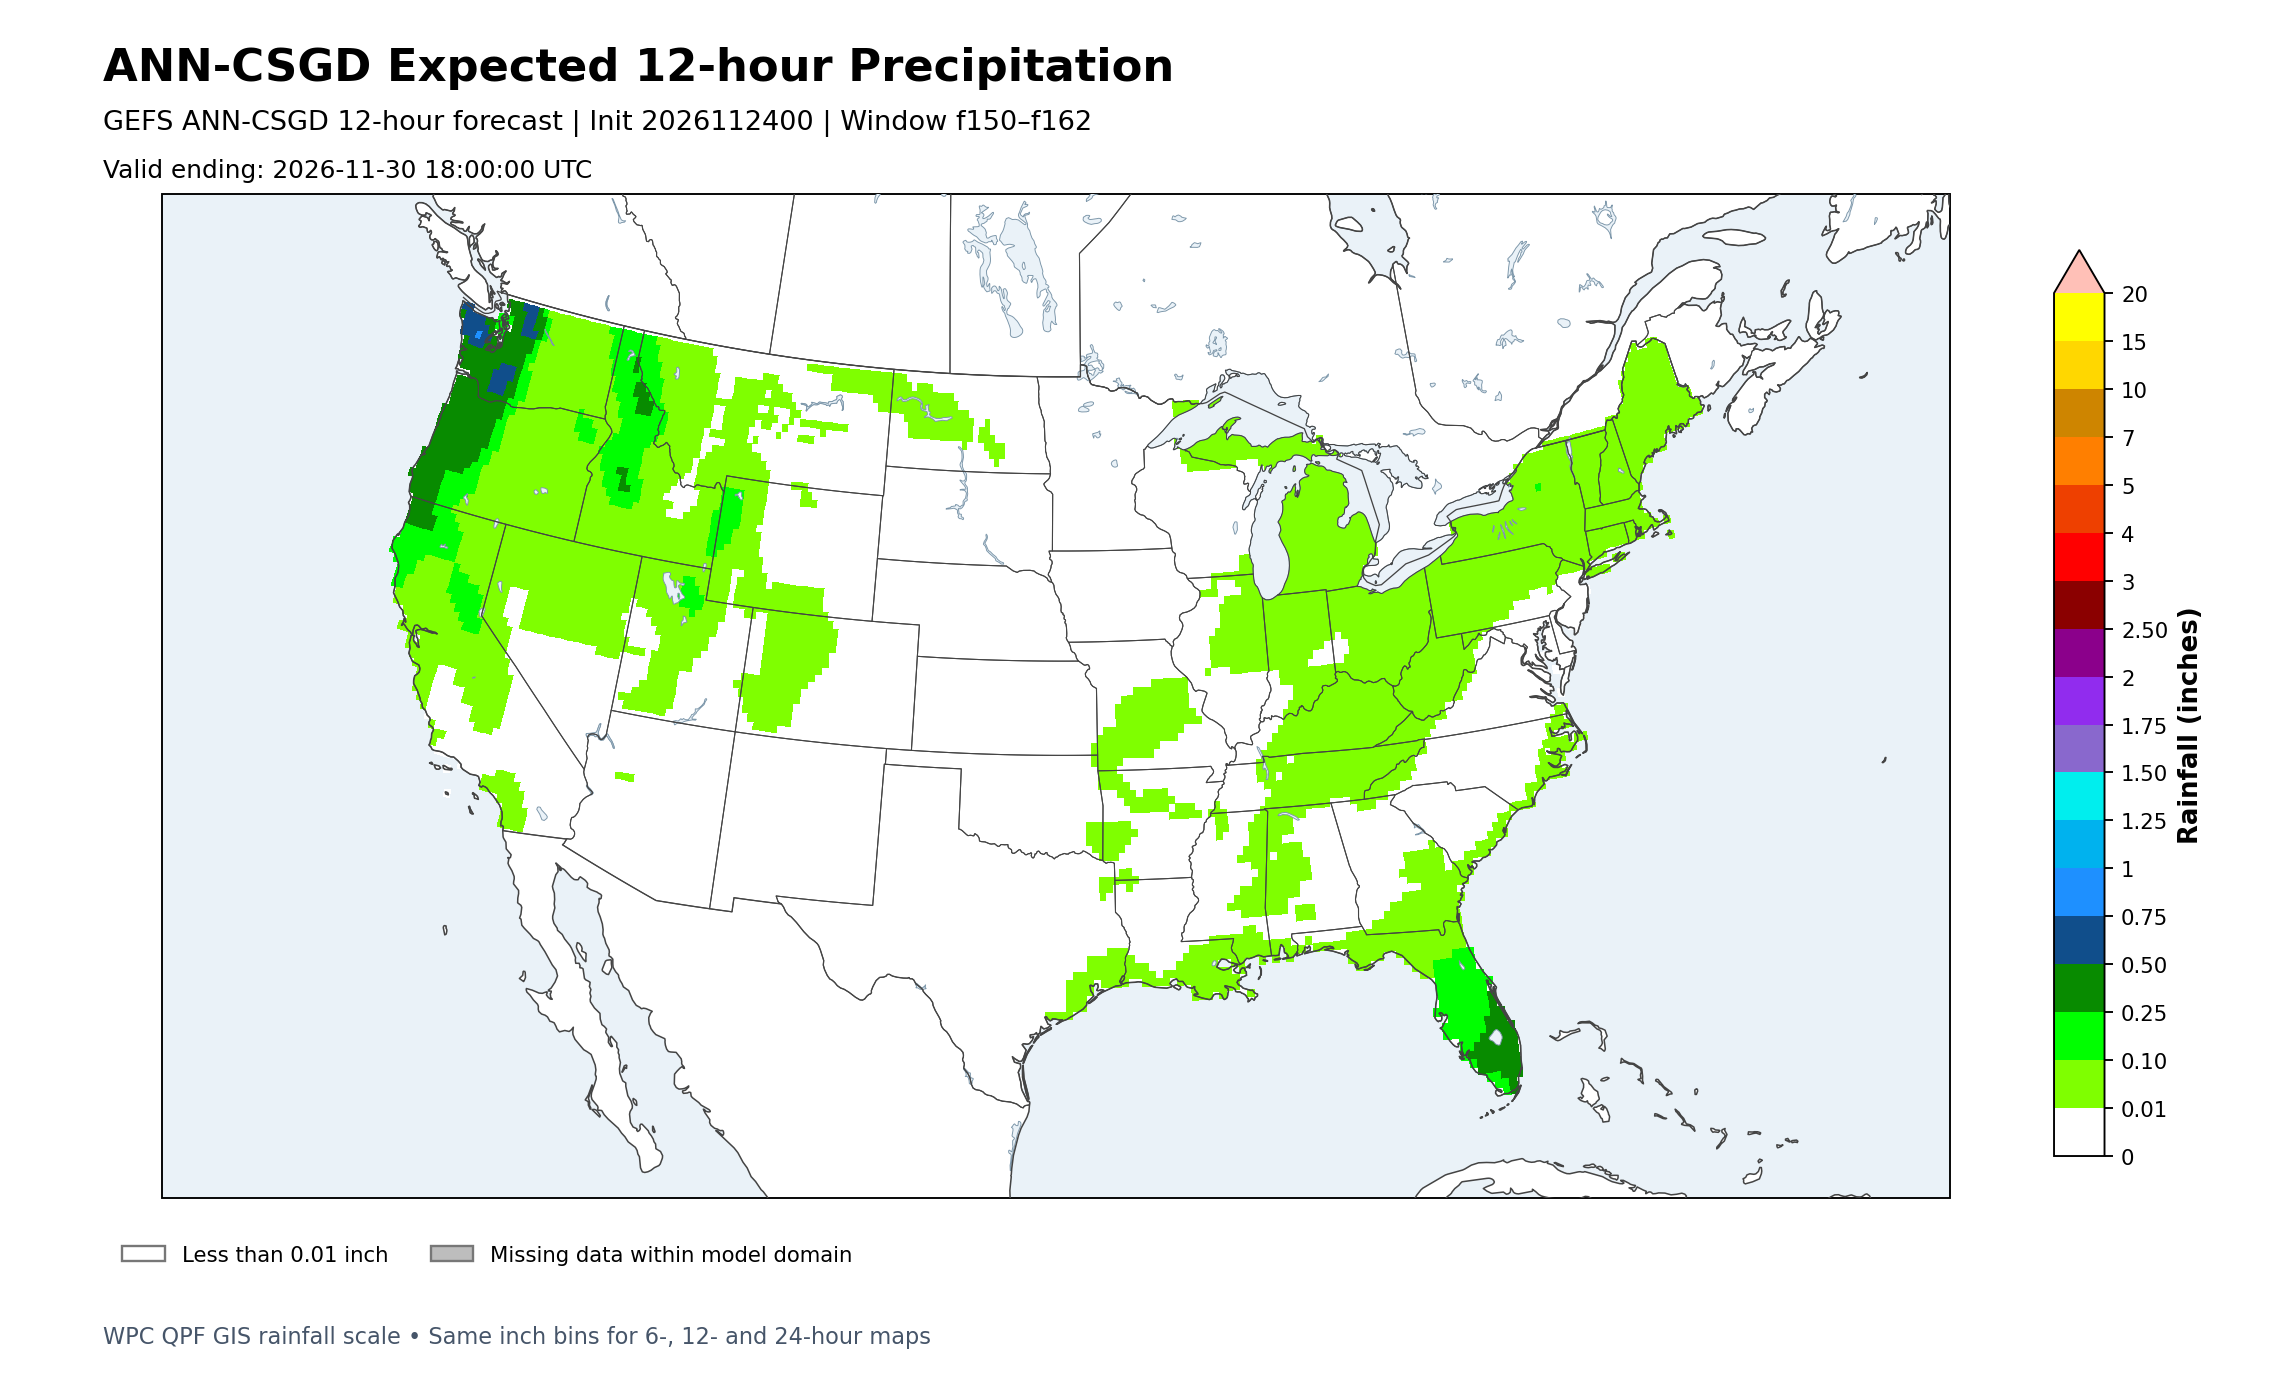 ANN-CSGD Expected 12-hour Precipitation
GEFS ANN-CSGD 12-hour forecast | Init 2026112400 | Window f150–f162
Valid ending: 2026-11-30 18:00:00 UTC
20
15
10
7
5
4
3
2.50
2
1.75
1.50
1.25
1
0.75
0.50
0.25
0.10
0.01
0
Rainfall (inches)
Less than 0.01 inch
Missing data within model domain
WPC QPF GIS rainfall scale • Same inch bins for 6-, 12- and 24-hour maps